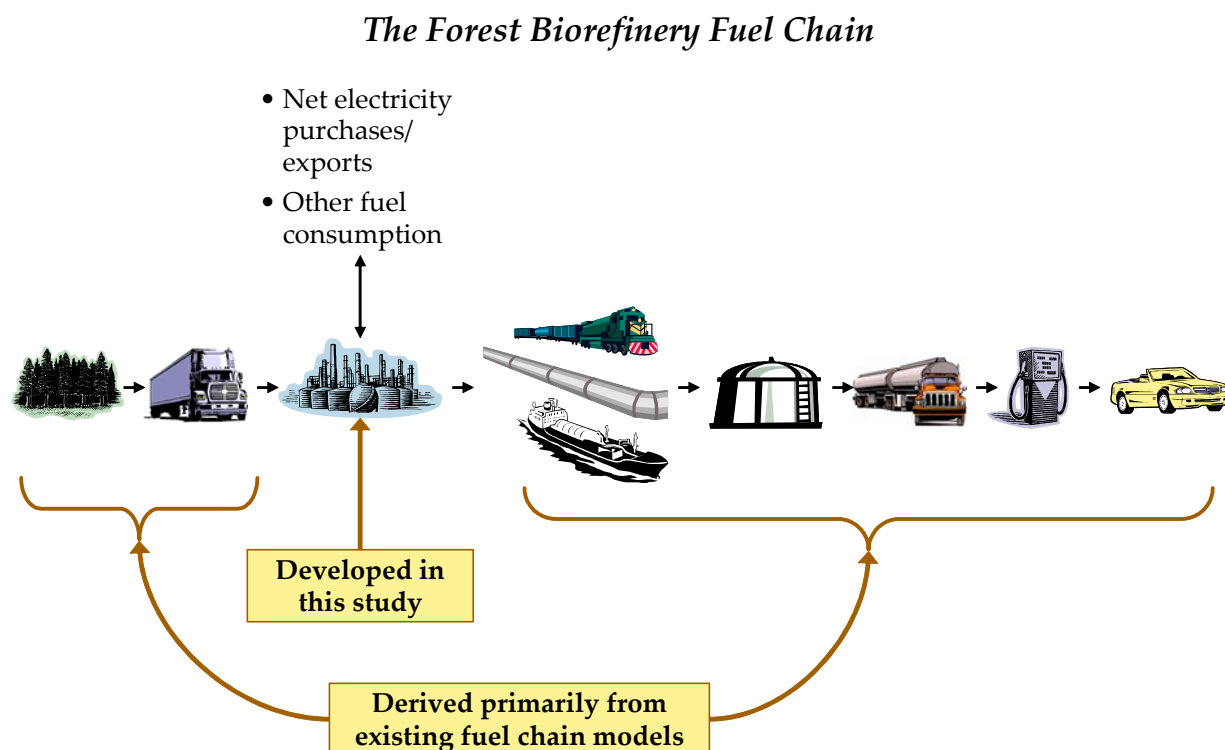 The Forest Biorefinery Fuel Chain
• Net electricity
purchases/
exports
• Other fuel
consumption
Developed in
this study
Derived primarily from
existing fuel chain models